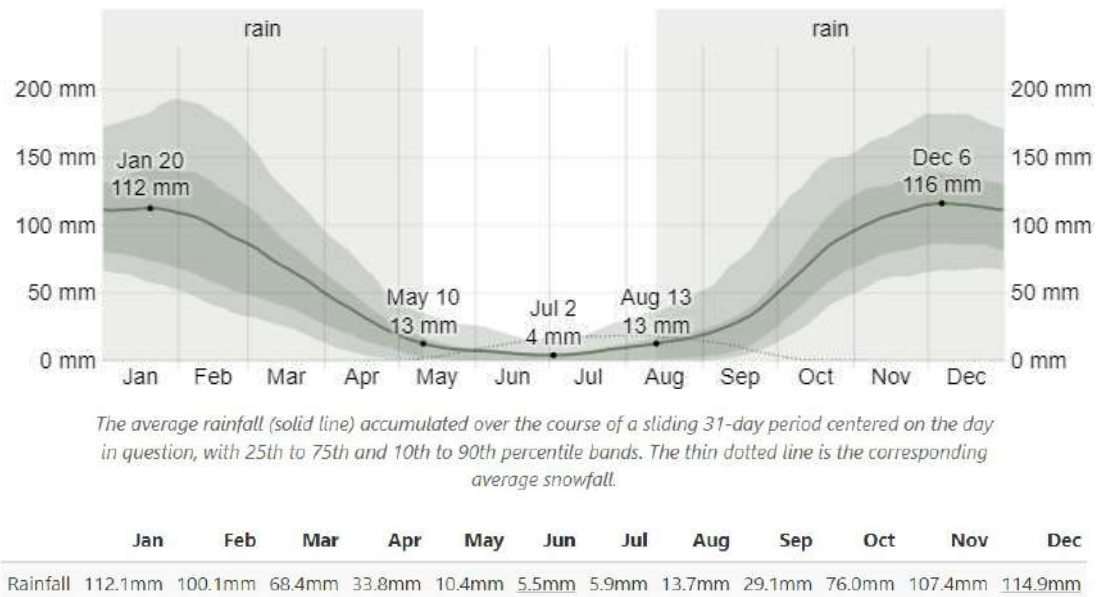 rain rain
200 mm 200 mm
150 mm 150 mm
Jan 20 Dec 6
112 mm 116 mm
100 mm 100 mm
50 mm 50 mm
May 10 Jul 2 Aug 13
13 mm 4 mm 13 mm
0 mm 0 mm
Jan Feb Mar Apr May Jun Jul Aug Sep Oct Nov Dec
The average rainfall (solid line) accumulated over the course of a sliding 31-day period centered on the day
in question, with 25th to 75th and 10th to 90th percentile bands. The thin dotted line is the corresponding
average snowfall.
Jan Feb Mar Apr May Jun Jul Aug Sep Oct Nov Dec
Rainfall 112.1mm 100.1mm 68.4mm 33.8mm 10.4mm 5.5mm 5.9mm 13.7mm 29.1mm 76.0mm 107.4mm 114.9mm